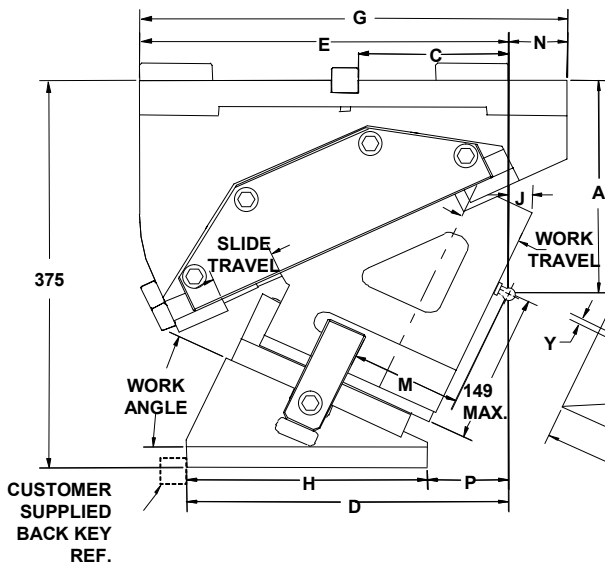 G
E
N
C
A
J
SLIDE
TRAVEL
WORK
TRAVEL
375
Y
WORK
ANGLE
M
149
MAX.
H
P
D
CUSTOMER
SUPPLIED
BACK KEY
REF.